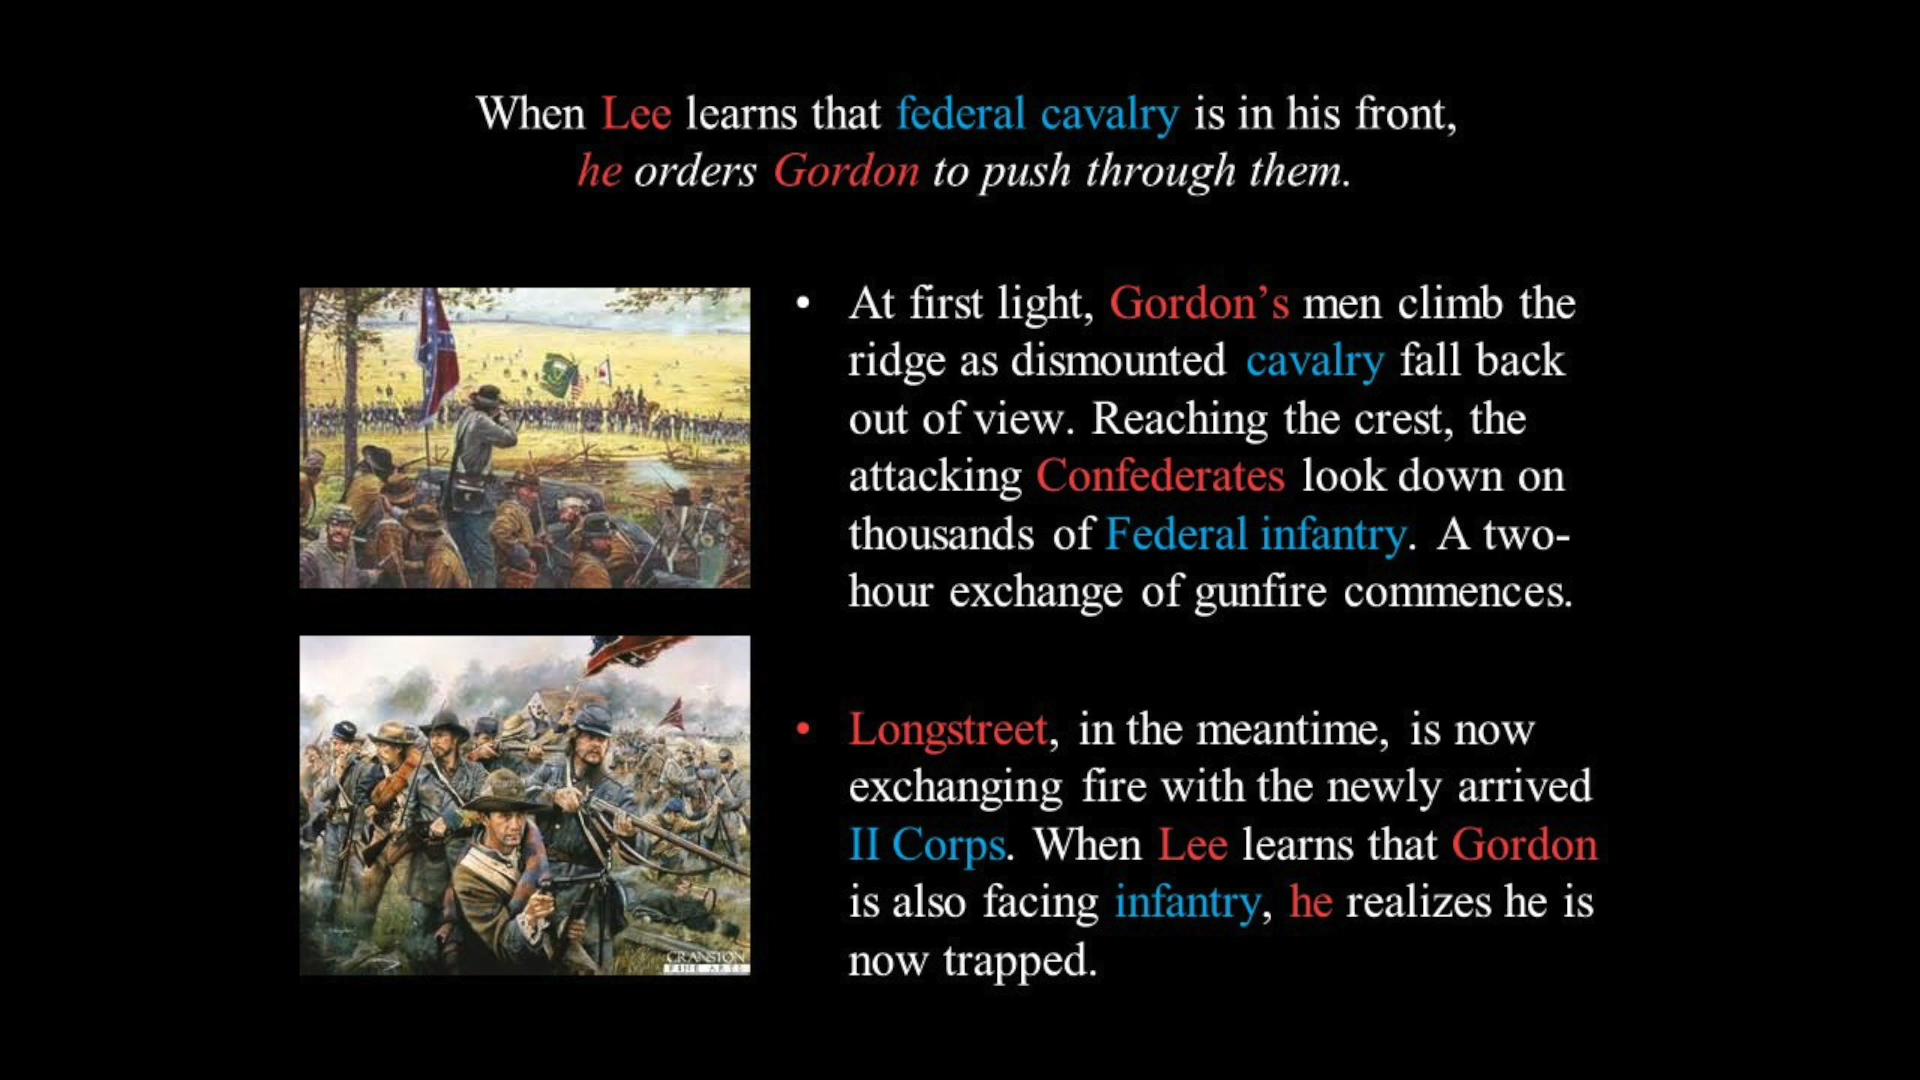 When Lee learns that federal cavalry is in his front,
he orders Gordon to push through them.
• At first light, Gordon’s men climb the
ridge as dismounted cavalry fall back
out of view. Reaching the crest, the
attacking Confederates look down on
thousands of Federal infantry. A two-
hour exchange of gunfire commences.
• Longstreet, in the meantime, is now
exchanging fire with the newly arrived
II Corps. When Lee learns that Gordon
is also facing infantry, he realizes he is
now trapped.
CRANSTON
FINE ARTS